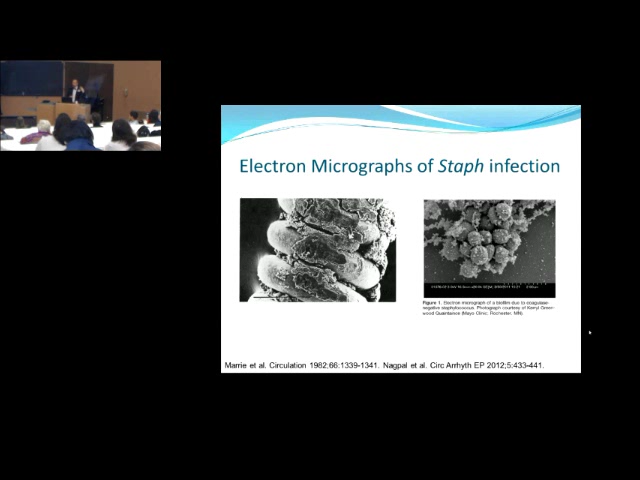 Electron Micrographs of Staph infection
Figure 1. Electron micrograph of a biofilm due to coagulase-
negative staphylococcus. Photograph courtesy of Kerryl Green-
wood Quaintance (Mayo Clinic, Rochester, MN).
Marrie et al. Circulation 1982;66:1339-1341. Nagpal et al. Circ Arrhyth EP 2012;5:433-441.